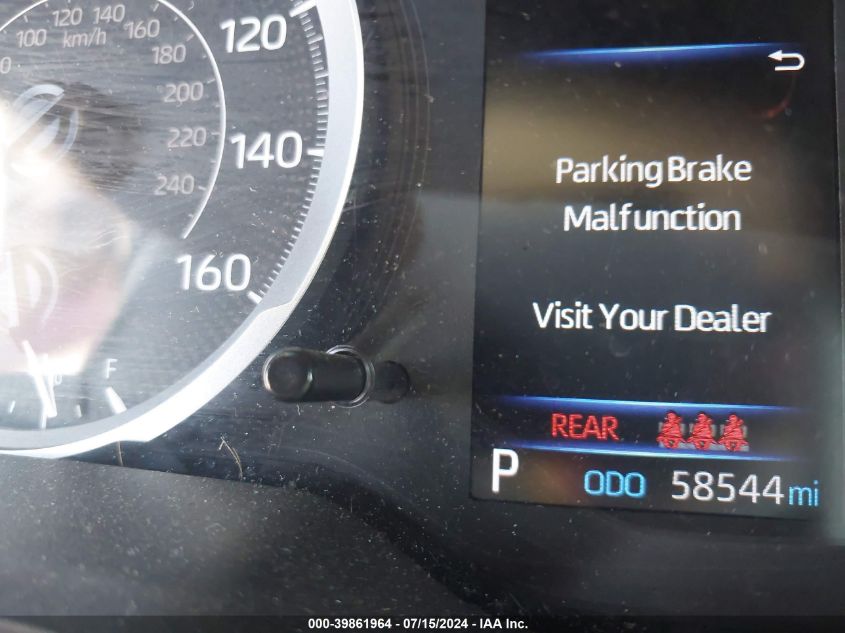 120 140
100 160
km/h
180
200
220
240
120
140
160
F
Parking Brake
Malfunction
Visit Your Dealer
REAR
P ODO 58544 mi
000-39861964 - 07/15/2024 - IAA Inc.